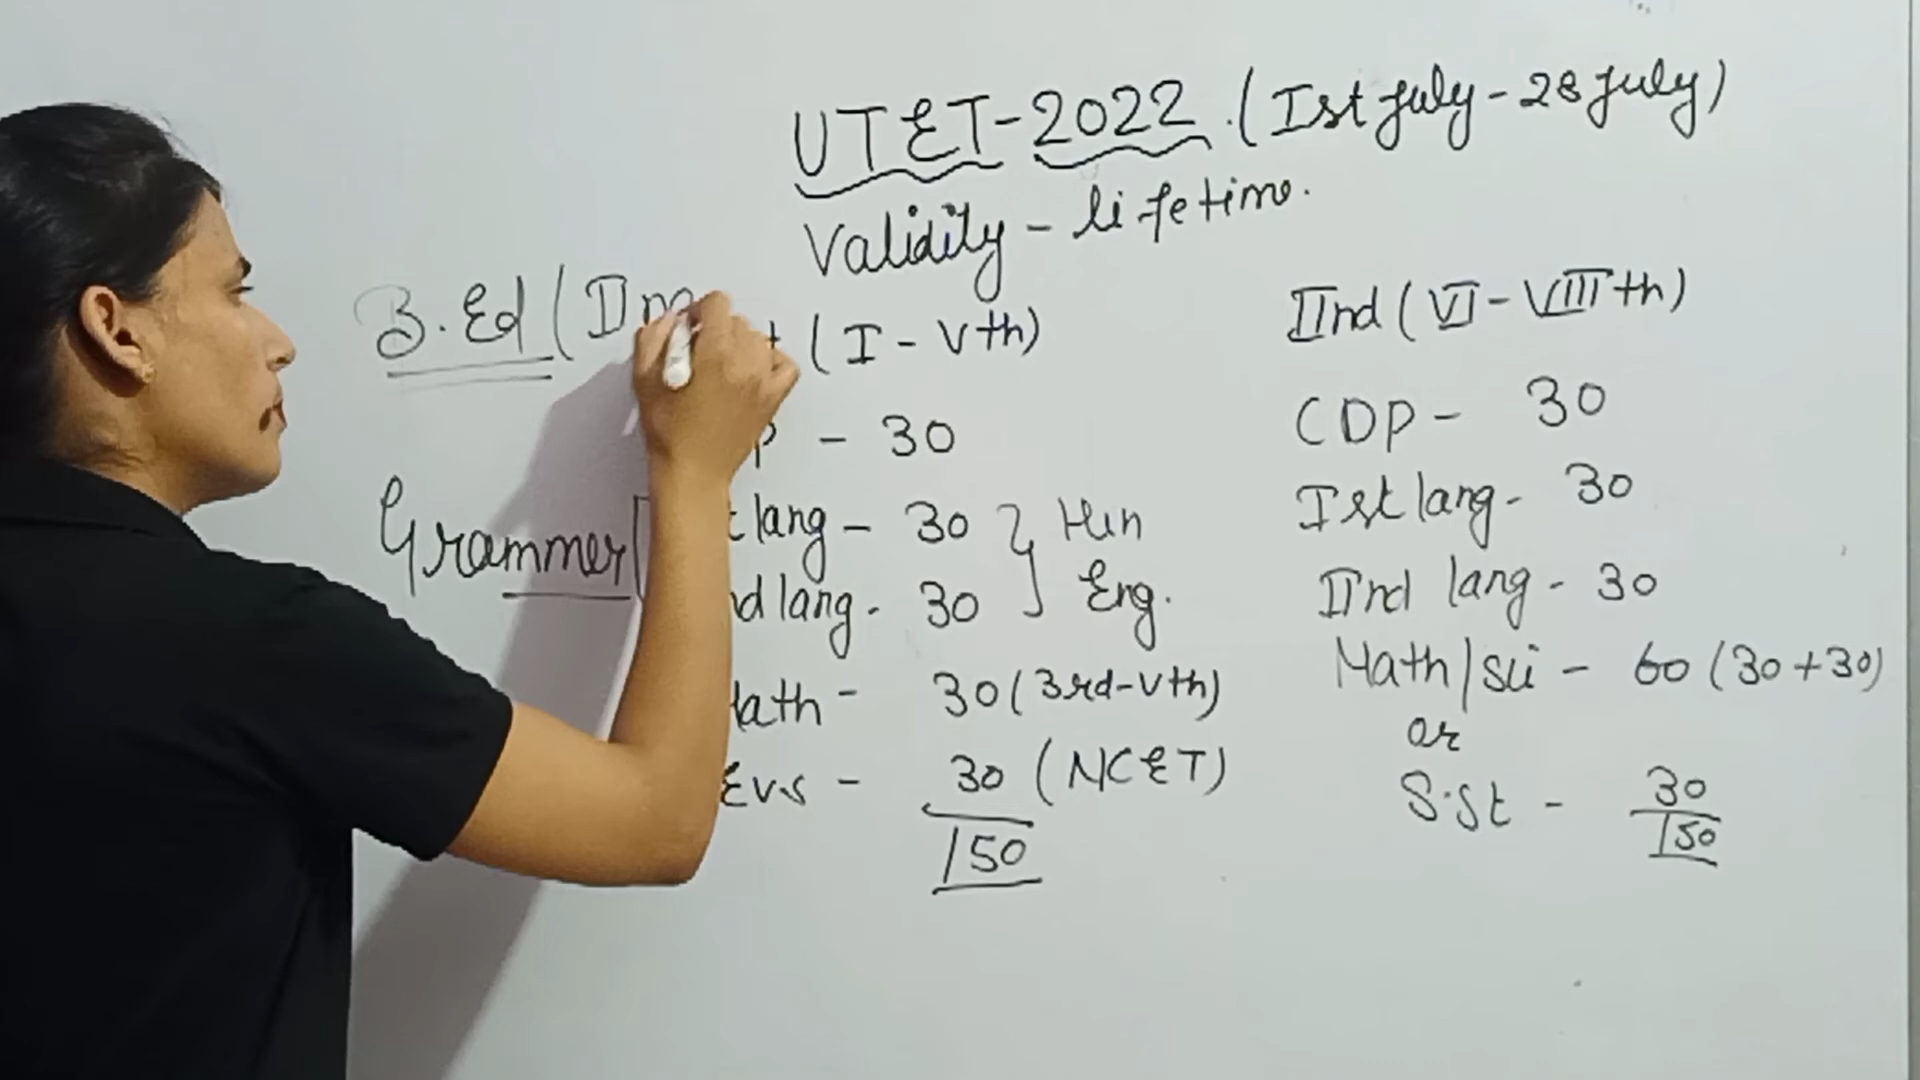 UTET-2022 . (Ist July - 28 July)
Validity - lifetime.
B.Ed (IInd
(I - Vth)
- 30
lang - 30 } Hin
lang - 30 Eng.
Grammer
ath - 30 (3rd-Vth)
Evs - 30 (NCET)
150
IInd (VI - VIIIth)
CDP - 30
Ist lang - 30
IInd lang - 30
Math/sci - 60 (30+30)
or
S.St - 30
150